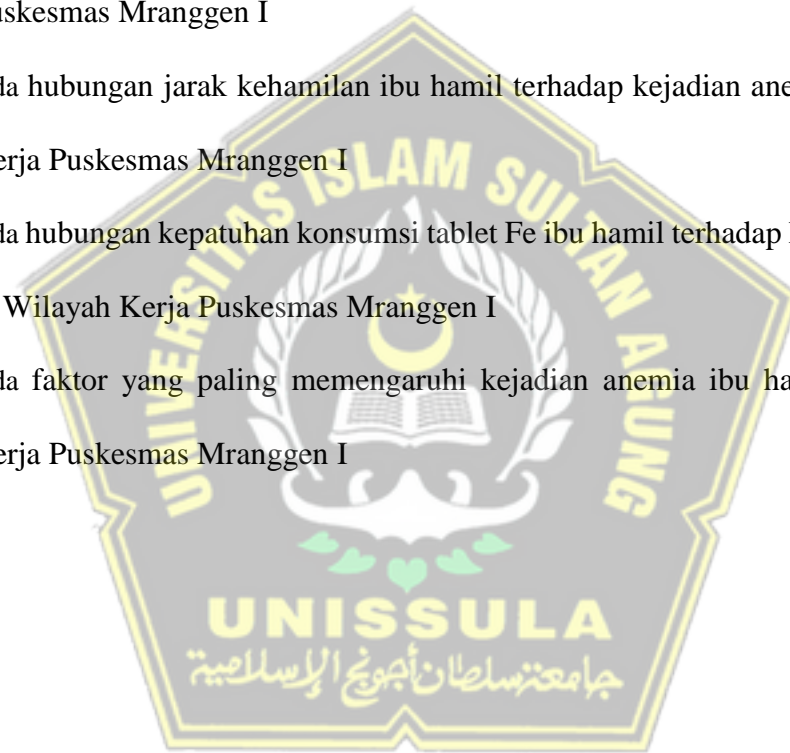 uskesmas Mranggen I
da hubungan jarak kehamilan ibu hamil terhadap kejadian ane
erja Puskesmas Mranggen I
da hubungan kepatuhan konsumsi tablet Fe ibu hamil terhadap
Wilayah Kerja Puskesmas Mranggen I
da faktor yang paling memengaruhi kejadian anemia ibu ha
erja Puskesmas Mranggen I
UNIVERSITAS ISLAM SULTAN AGUNG
UNISSULA
جامعتنسلطان أجونج الإسلامية